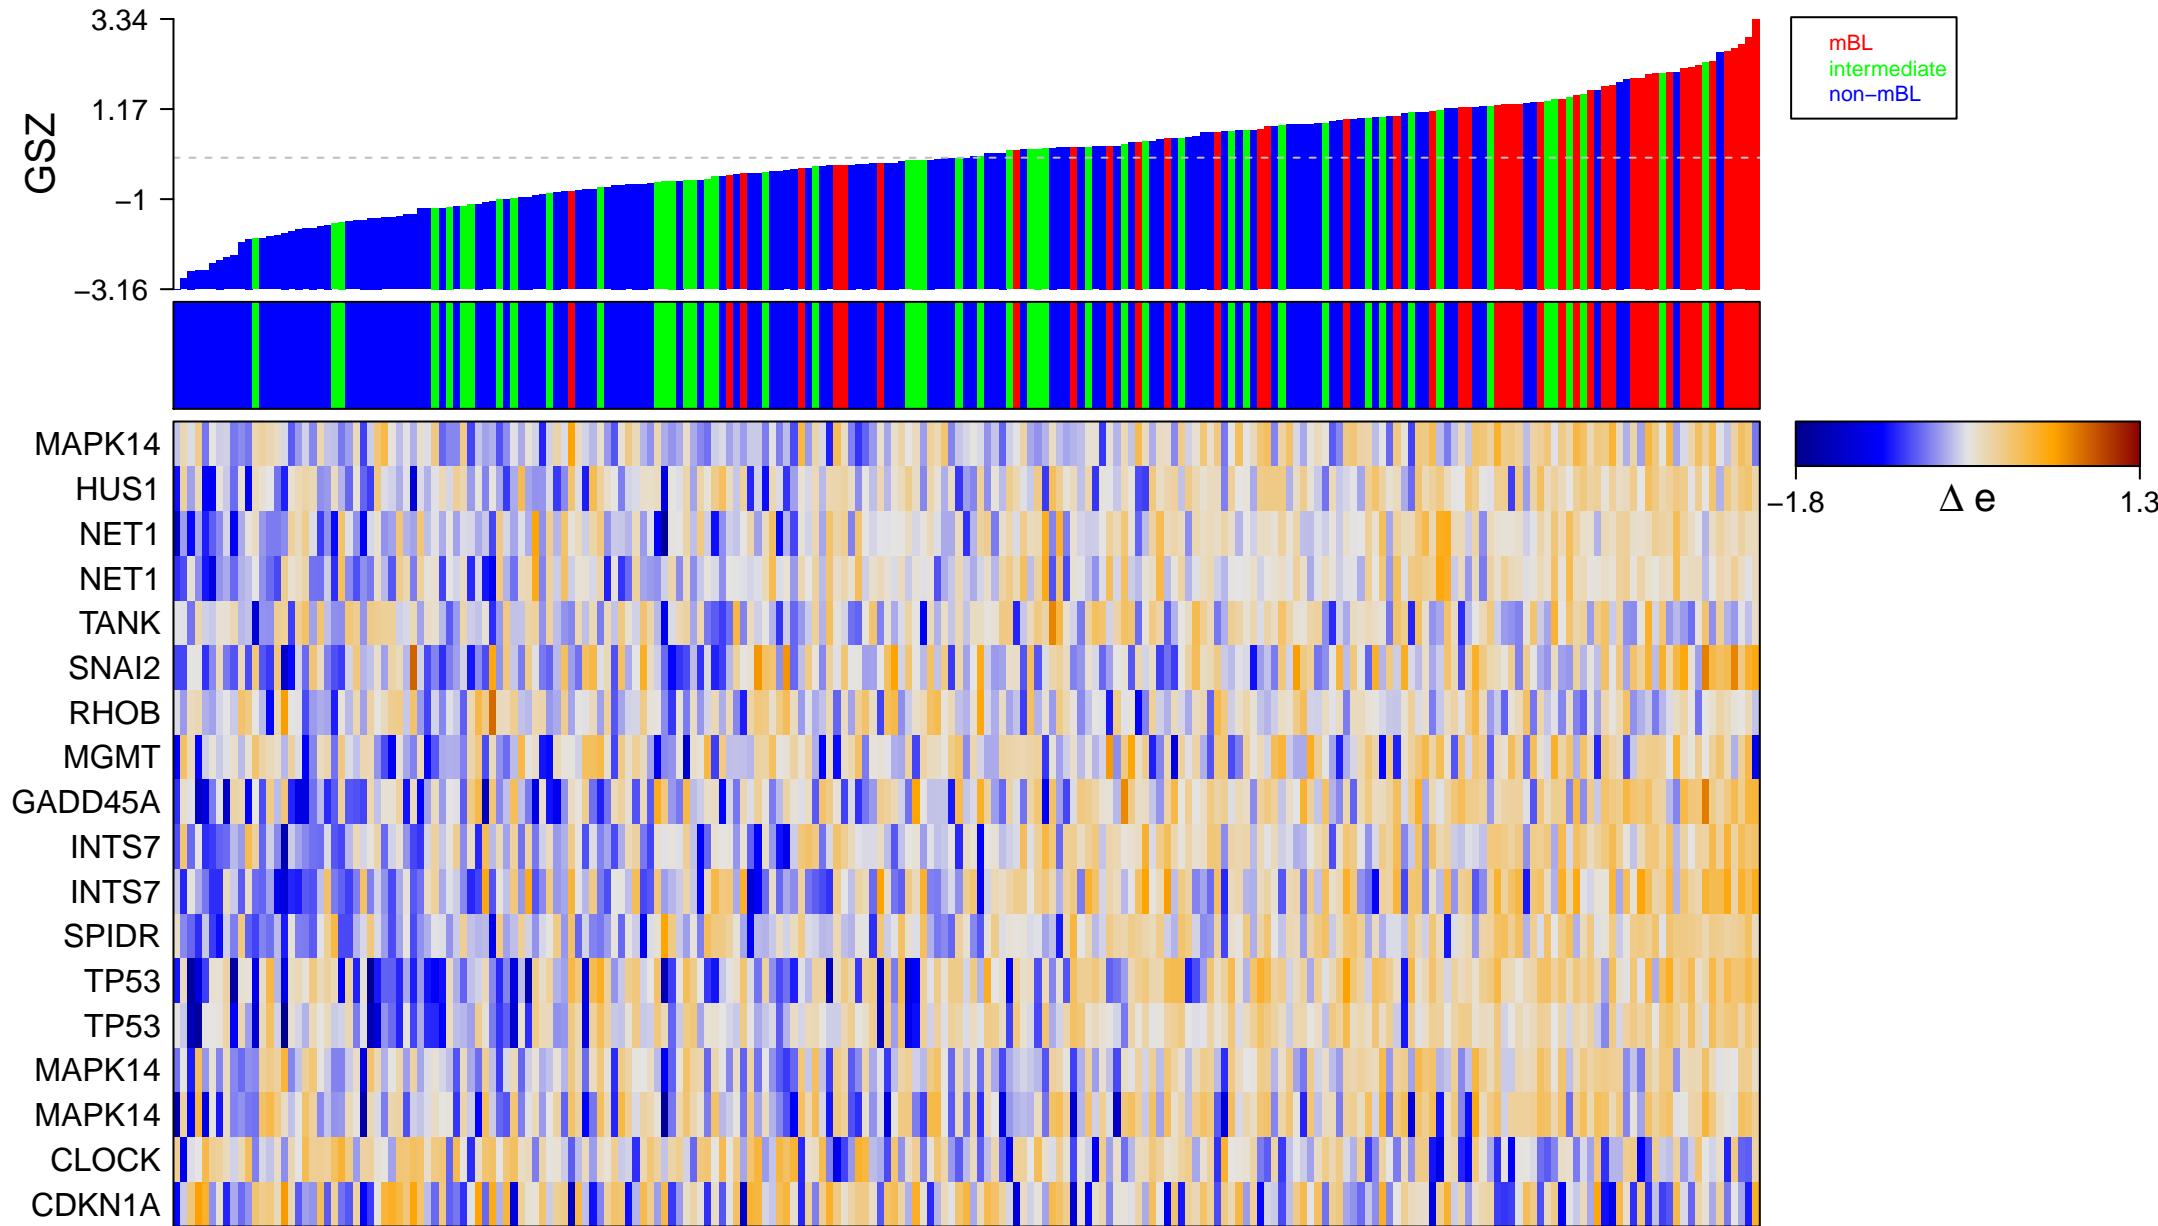 3.34
1.17
−1
−3.16
GSZ
mBL
intermediate
non−mBL
MAPK14
HUS1
NET1
NET1
TANK
SNAI2
RHOB
MGMT
GADD45A
INTS7
INTS7
SPIDR
TP53
TP53
MAPK14
MAPK14
CLOCK
CDKN1A
−1.8
Δ e
1.3